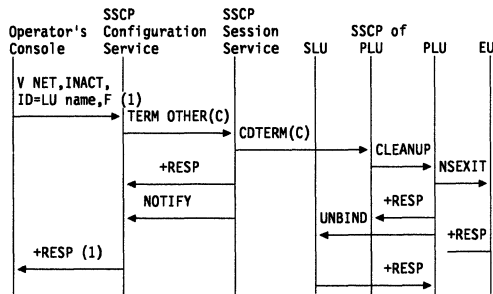 SSCP
Configuration
Service
SSCP
Session
Service
Operator's
Console
SSCP of
SLU PLU PLU EU
V NET,INACT,
ID=LU name,F (1)
TERM OTHER(C)
CDTERM(C)
CLEANUP
+RESP
NSEXIT
NOTIFY
+RESP
UNBIND
+RESP
+RESP (1)
+RESP